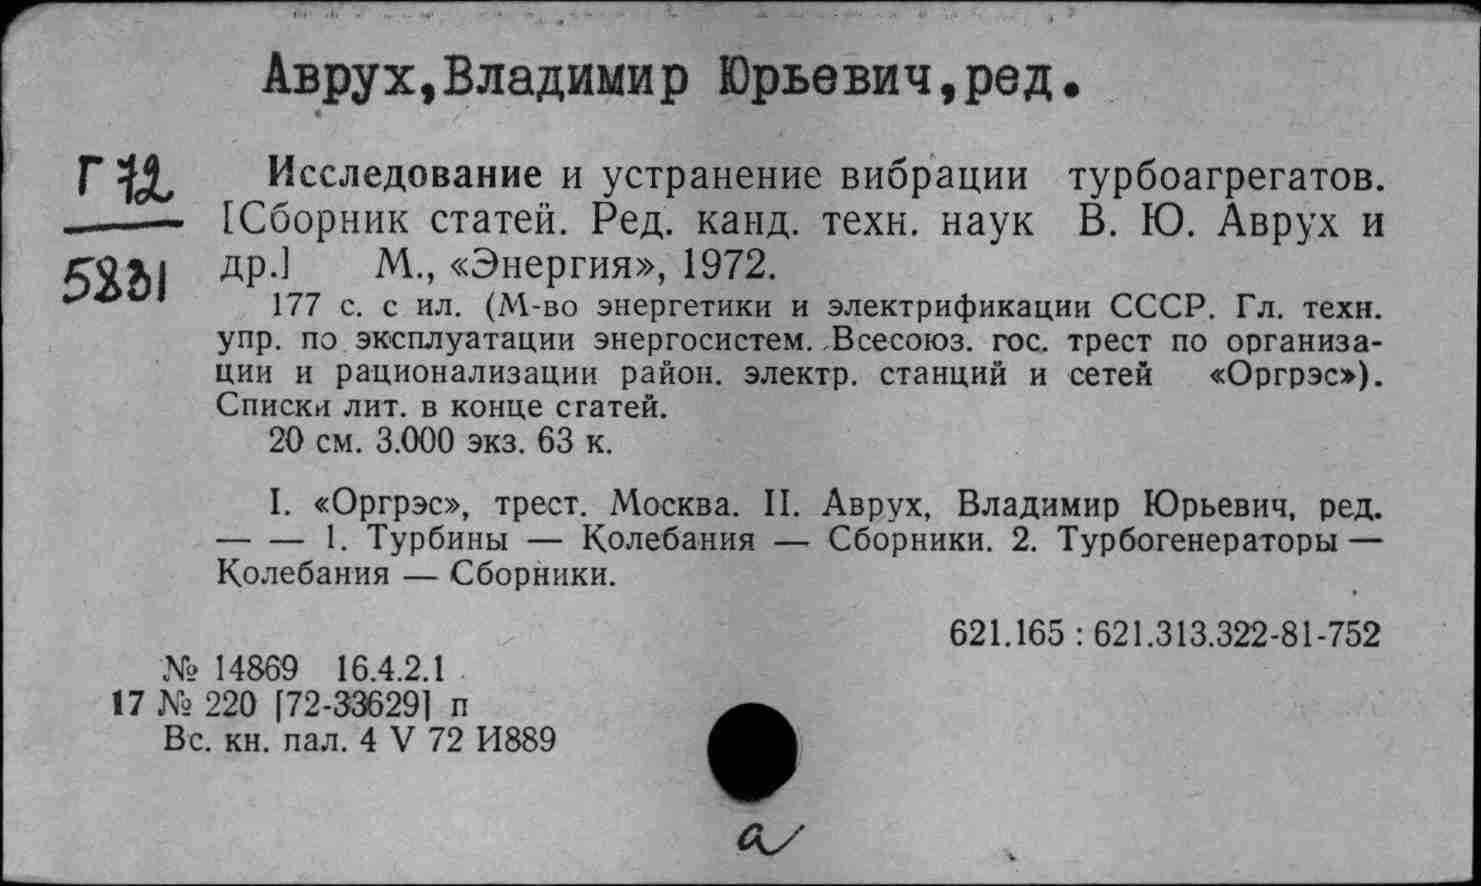 Аврух,Владимир Юрьевич,ред.
Г 72
5881
Исследование и устранение вибрации турбоагрегатов.
[Сборник статей. Ред. канд. техн. наук В. Ю. Аврух и
др.] М., «Энергия», 1972.
177 с. с ил. (М-во энергетики и электрификации СССР. Гл. техн.
упр. по эксплуатации энергосистем. Всесоюз. гос. трест по организа-
ции и рационализации район. электр. станций и сетей «Оргрэс»).
Списки лит. в конце статей.
20 см. 3.000 экз. 63 к.
I. «Оргрэс», трест. Москва. II. Аврух, Владимир Юрьевич, ред.
— — 1. Турбины — Колебания — Сборники. 2. Турбогенераторы —
Колебания — Сборники.
621.165 : 621.313.322-81-752
№ 14869 16.4.2.1
17 № 220 [72-33629] п
Вс. кн. пал. 4 V 72 И889
а